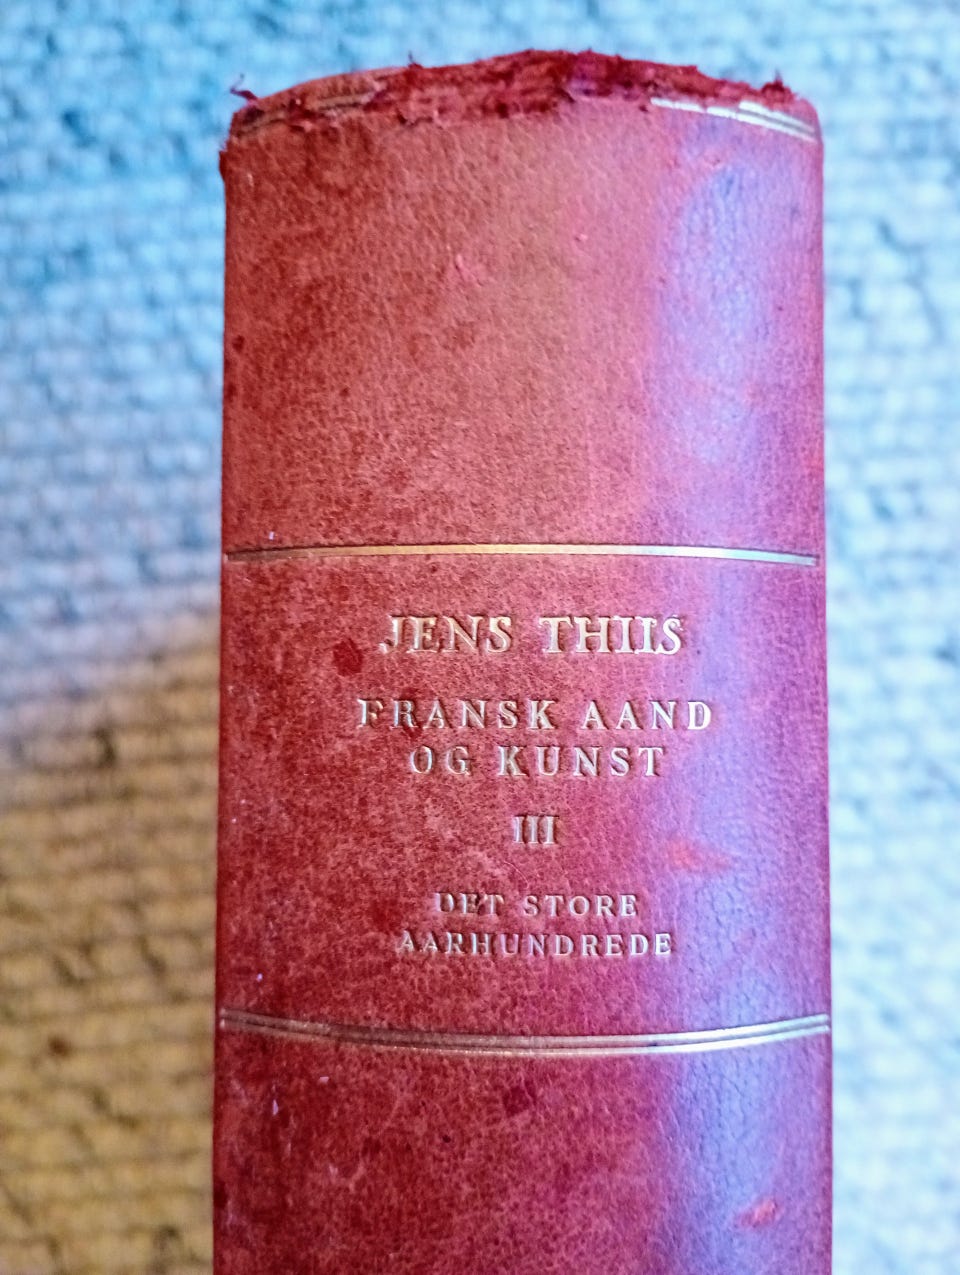 JENS THIIS
FRANSK AAND
OG KUNST
III
DET STORE
AARHUNDREDE